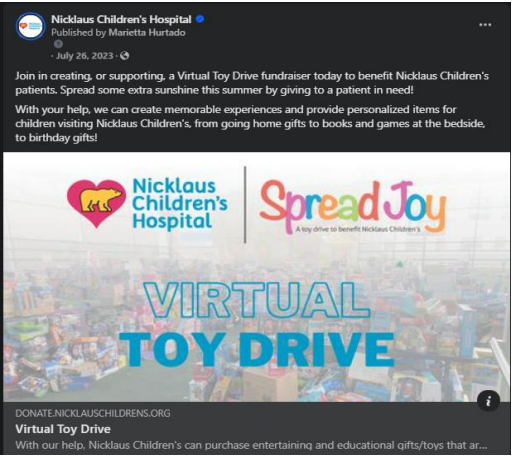 Nicklaus Children's Hospital
Published by Marietta Hurtado
· July 26, 2023 ·
Join in creating, or supporting, a Virtual Toy Drive fundraiser today to benefit Nicklaus Children's
patients. Spread some extra sunshine this summer by giving to a patient in need!
With your help, we can create memorable experiences and provide personalized items for
children visiting Nicklaus Children's, from going home gifts to books and games at the bedside,
to birthday gifts!
Nicklaus
Children's
Hospital
Spread Joy
A toy drive to benefit Nicklaus Children's
VIRTUAL
TOY DRIVE
DONATE.NICKLAUSCHILDRENS.ORG
Virtual Toy Drive
With our help, Nicklaus Children's can purchase entertaining and educational gifts/toys that ar...